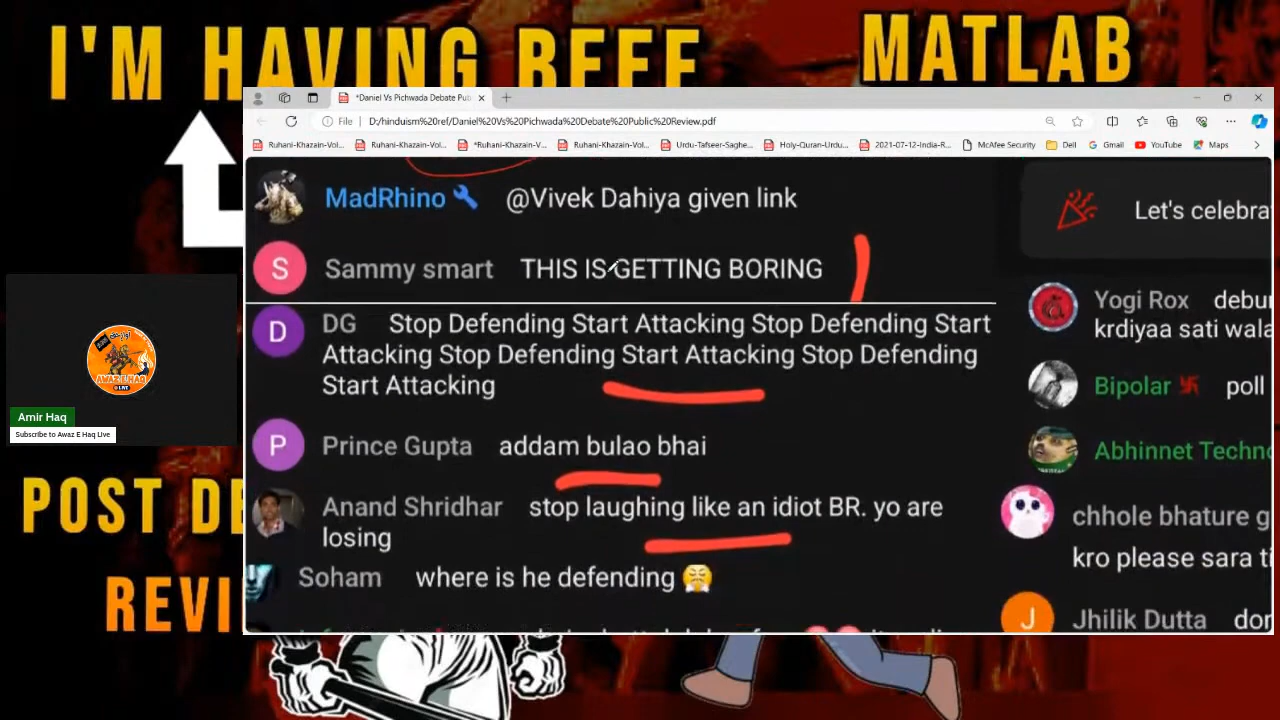 I'M HAVING BEEF
MATLAB
*Daniel Vs Pichwada Debate Pub
File
D:/hinduism%20ref/Daniel%20Vs%20Pichwada%20Debate%20Public%20Review.pdf
Ruhani-Khazain-Vol...
Ruhani-Khazain-Vol...
*Ruhani-Khazain-V...
Ruhani-Khazain-Vol...
Urdu-Tafseer-Saghe...
Holy-Quran-Urdu...
2021-07-12-India-R...
McAfee Security
Dell
Gmail
YouTube
Maps
MadRhino @Vivek Dahiya given link
Let's celebra
S Sammy smart THIS IS GETTING BORING
D DG Stop Defending Start Attacking Stop Defending Start
Attacking Stop Defending Start Attacking Stop Defending
Start Attacking
P Prince Gupta addam bulao bhai
Anand Shridhar stop laughing like an idiot BR. yo are
losing
Soham where is he defending
Yogi Rox debun
krdiyaa sati wala
Bipolar poll
Abhinnet Techno
chhole bhature g
kro please sara ti
J Jhilik Dutta don
AWAZ E HAQ
LIVE
Amir Haq
Subscribe to Awaz E Haq Live
POST DE
REVI